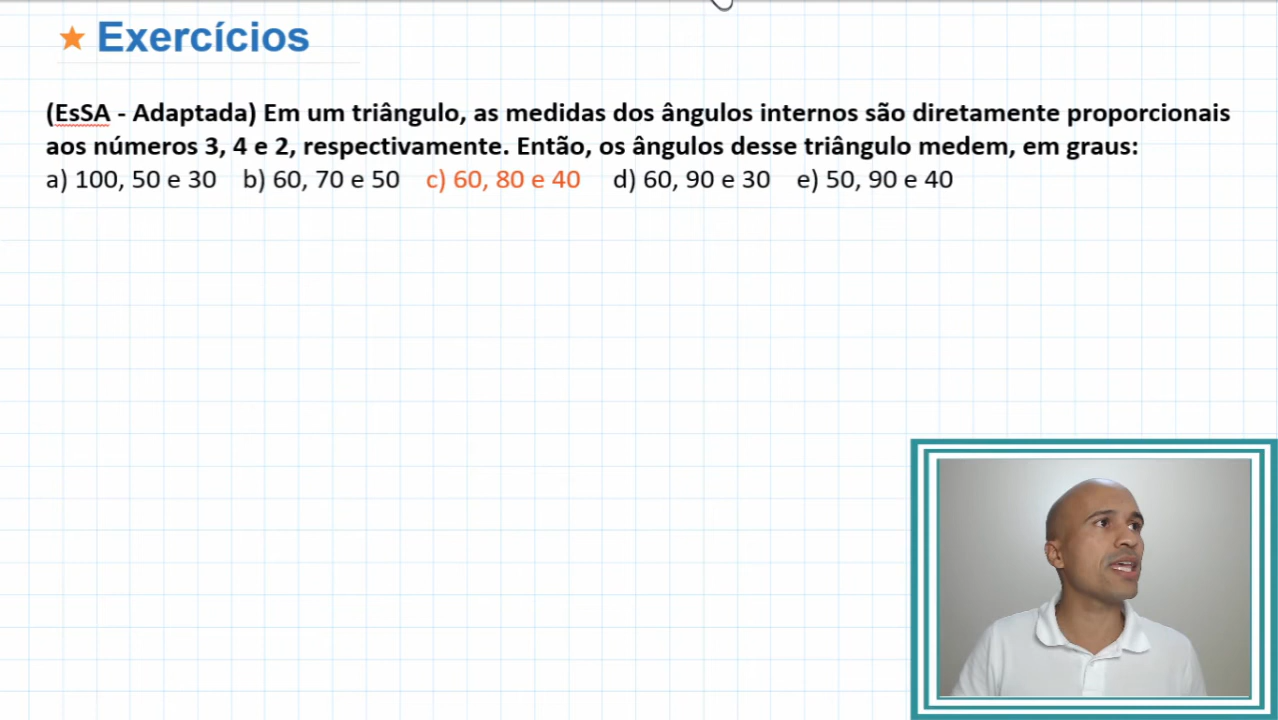 Exercícios
(EsSA - Adaptada) Em um triângulo, as medidas dos ângulos internos são diretamente proporcionais
aos números 3, 4 e 2, respectivamente. Então, os ângulos desse triângulo medem, em graus:
a) 100, 50 e 30 b) 60, 70 e 50 c) 60, 80 e 40 d) 60, 90 e 30 e) 50, 90 e 40